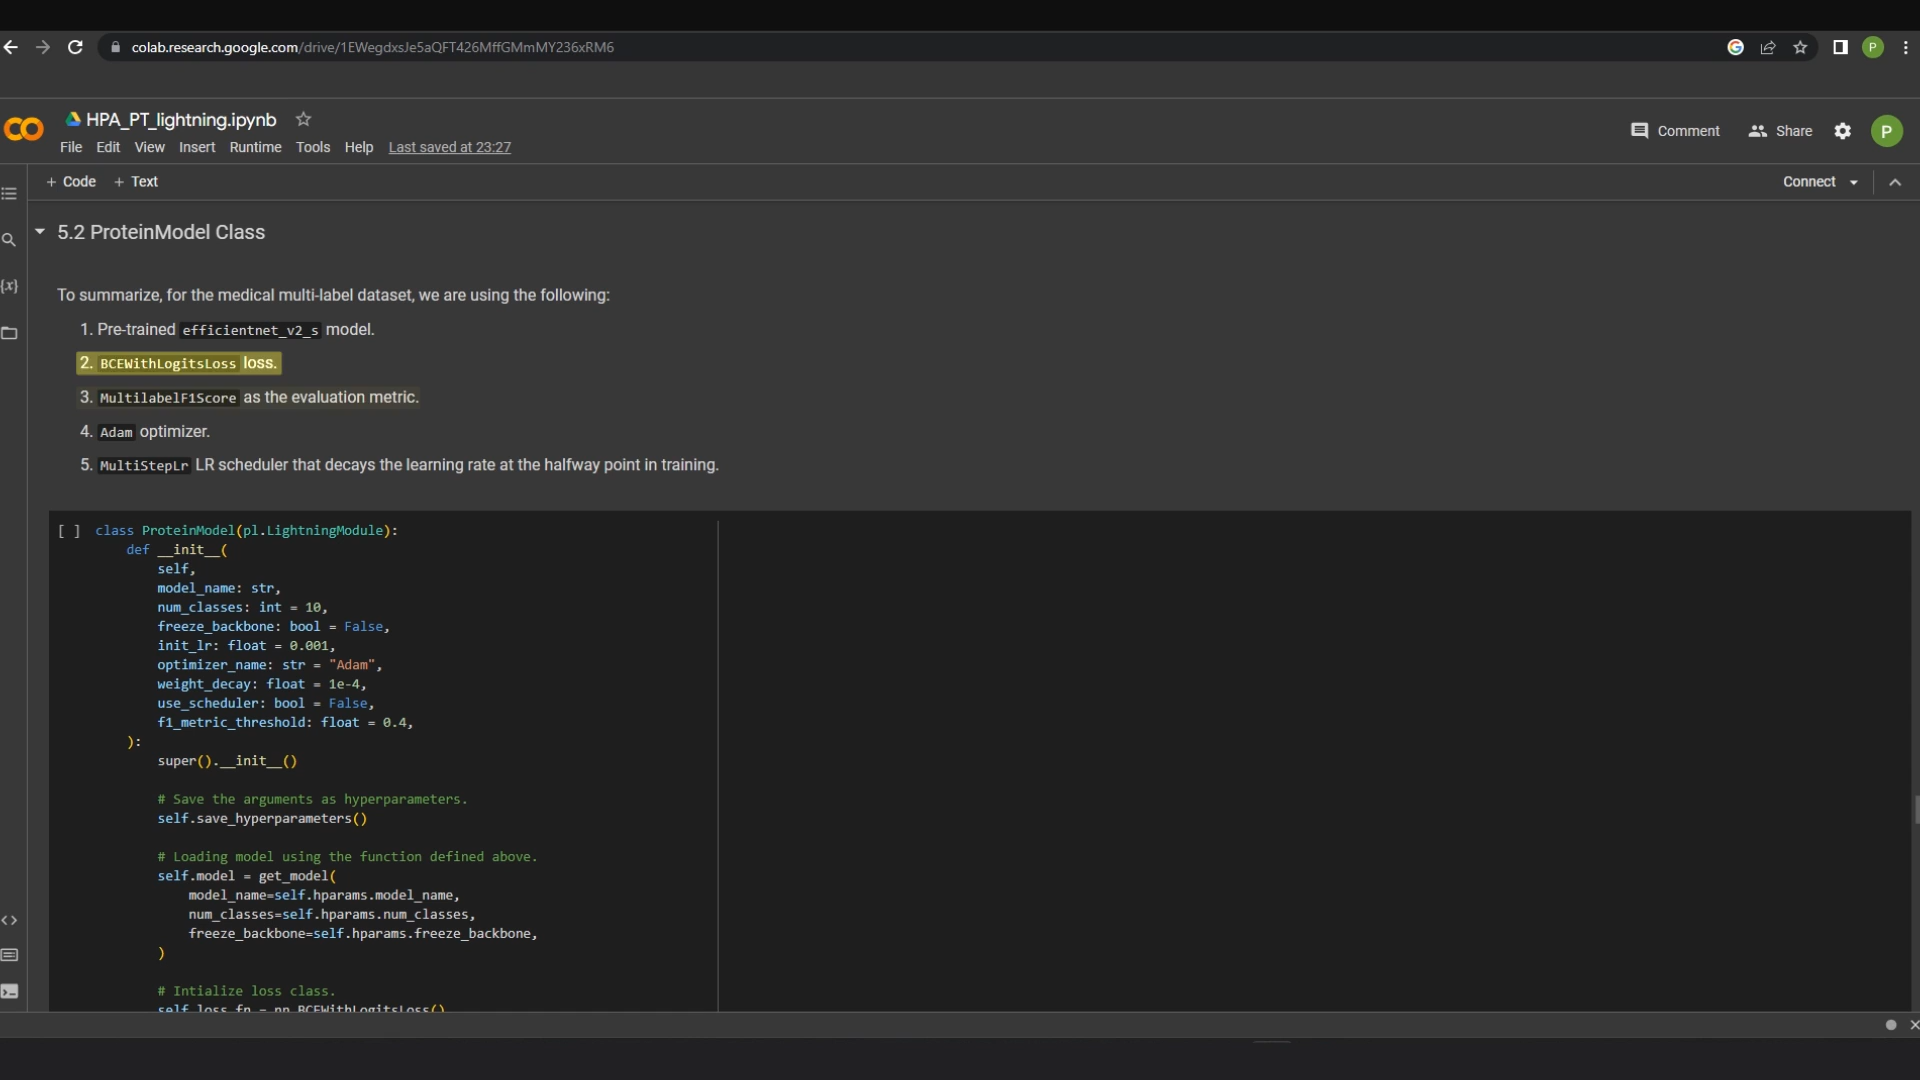 colab.research.google.com/drive/1EWegdxsJe5aQFT426MffGMmMY236xRM6
P
HPA_PT_lightning.ipynb
File Edit View Insert Runtime Tools Help Last saved at 23:27
Comment Share P
+ Code + Text
Connect
5.2 ProteinModel Class
{x}
To summarize, for the medical multi-label dataset, we are using the following:
1. Pre-trained efficientnet_v2_s model.
2. BCEWithLogitsLoss loss.
3. MultilabelF1Score as the evaluation metric.
4. Adam optimizer.
5. MultiStepLr LR scheduler that decays the learning rate at the halfway point in training.
[ ] class ProteinModel(pl.LightningModule):
def __init__(
self,
model_name: str,
num_classes: int = 10,
freeze_backbone: bool = False,
init_lr: float = 0.001,
optimizer_name: str = "Adam",
weight_decay: float = 1e-4,
use_scheduler: bool = False,
f1_metric_threshold: float = 0.4,
):
super().__init__()
# Save the arguments as hyperparameters.
self.save_hyperparameters()
# Loading model using the function defined above.
self.model = get_model(
model_name=self.hparams.model_name,
num_classes=self.hparams.num_classes,
freeze_backbone=self.hparams.freeze_backbone,
)
# Intialize loss class.
self.loss_fn = nn.BCEWithLogitsLoss()